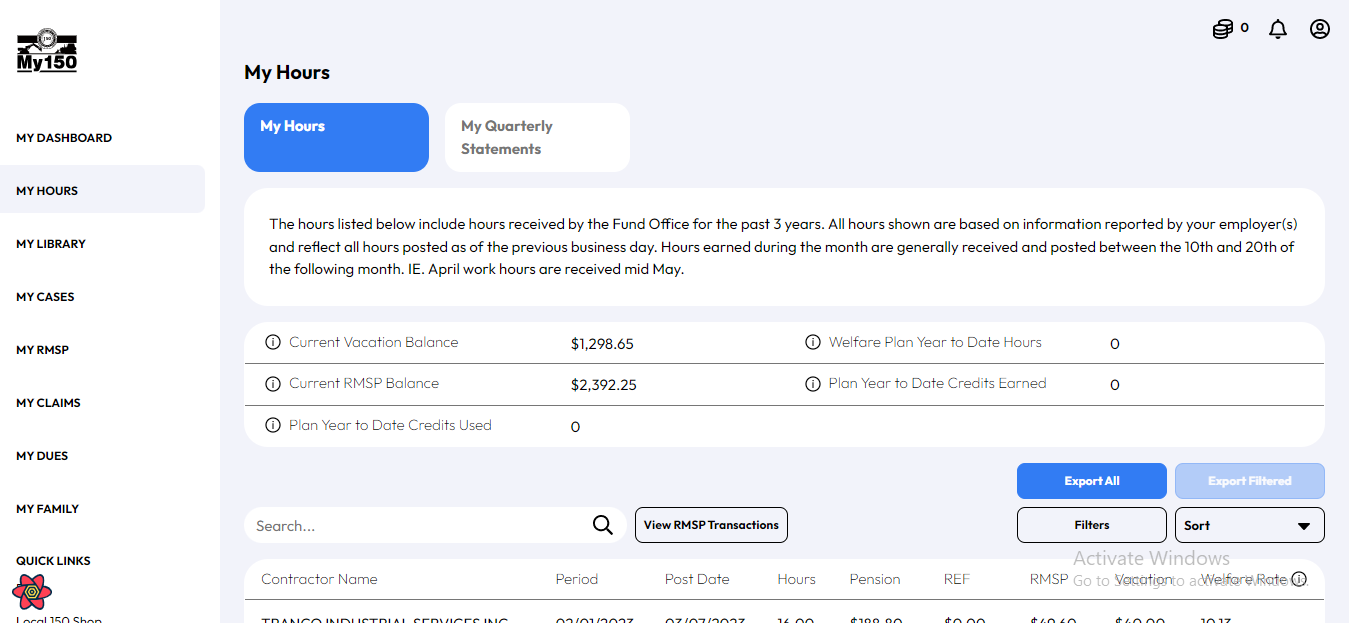 0
My150
My Hours
My Hours
My Quarterly
Statements
MY DASHBOARD
MY HOURS
MY LIBRARY
MY CASES
MY RMSP
MY CLAIMS
MY DUES
MY FAMILY
QUICK LINKS
Local 150 Shop
The hours listed below include hours received by the Fund Office for the past 3 years. All hours shown are based on information reported by your employer(s)
and reflect all hours posted as of the previous business day. Hours earned during the month are generally received and posted between the 10th and 20th of
the following month. IE. April work hours are received mid May.
Current Vacation Balance $1,298.65 Welfare Plan Year to Date Hours 0
Current RMSP Balance $2,392.25 Plan Year to Date Credits Earned 0
Plan Year to Date Credits Used 0
Export All Export Filtered
Search... View RMSP Transactions Filters Sort
Activate Windows
Go to Settings to activate Windows.
Contractor Name Period Post Date Hours Pension REF RMSP Vacation Welfare Rate
TRANCO INDUSTRIAL SERVICES INC 02/01/2023 03/07/2023 16.00 $188.80 $0.00 $49.60 $40.00 10.13